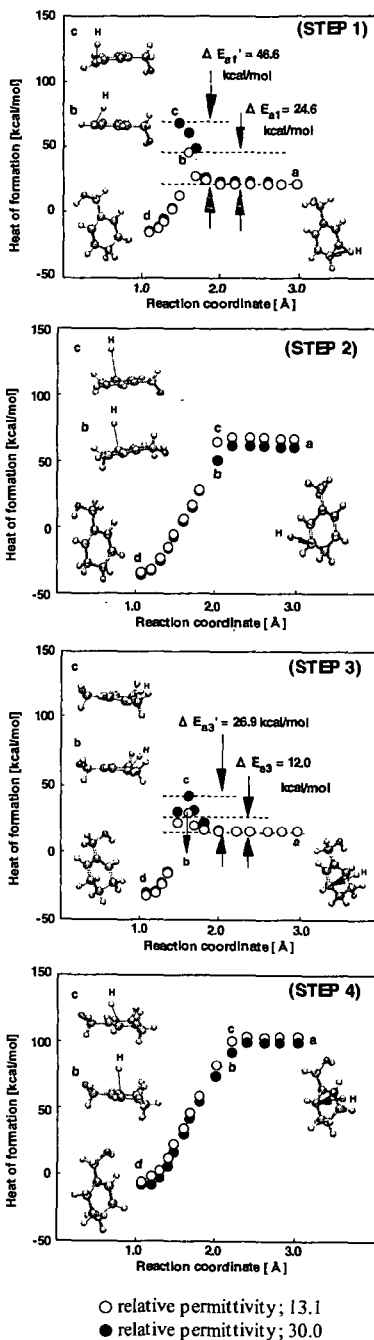 (STEP 1)
Heat of formation [kcal/mol]
150
100
50
0
-50
c
H
b
H
d
Δ Ea1' = 46.6
kcal/mol
Δ Ea1 = 24.6
kcal/mol
c
b
a
H
1.0 2.0 3.0
Reaction coordinate [ Å ]
(STEP 2)
Heat of formation [kcal/mol]
150
100
50
0
-50
c
H
b
H
d
c
b
a
H
1.0 2.0 3.0
Reaction coordinate [ Å ]
(STEP 3)
Heat of formation [kcal/mol]
150
100
50
0
-50
c
H
b
H
d
Δ Ea3' = 26.9 kcal/mol
Δ Ea3 = 12.0
kcal/mol
c
b
a
H
1.0 2.0 3.0
Reaction coordinate [ Å ]
(STEP 4)
Heat of formation [kcal/mol]
150
100
50
0
-50
c
H
b
H
d
c
b
a
H
1.0 2.0 3.0
Reaction coordinate [ Å ]
○ relative permittivity; 13.1
● relative permittivity; 30.0